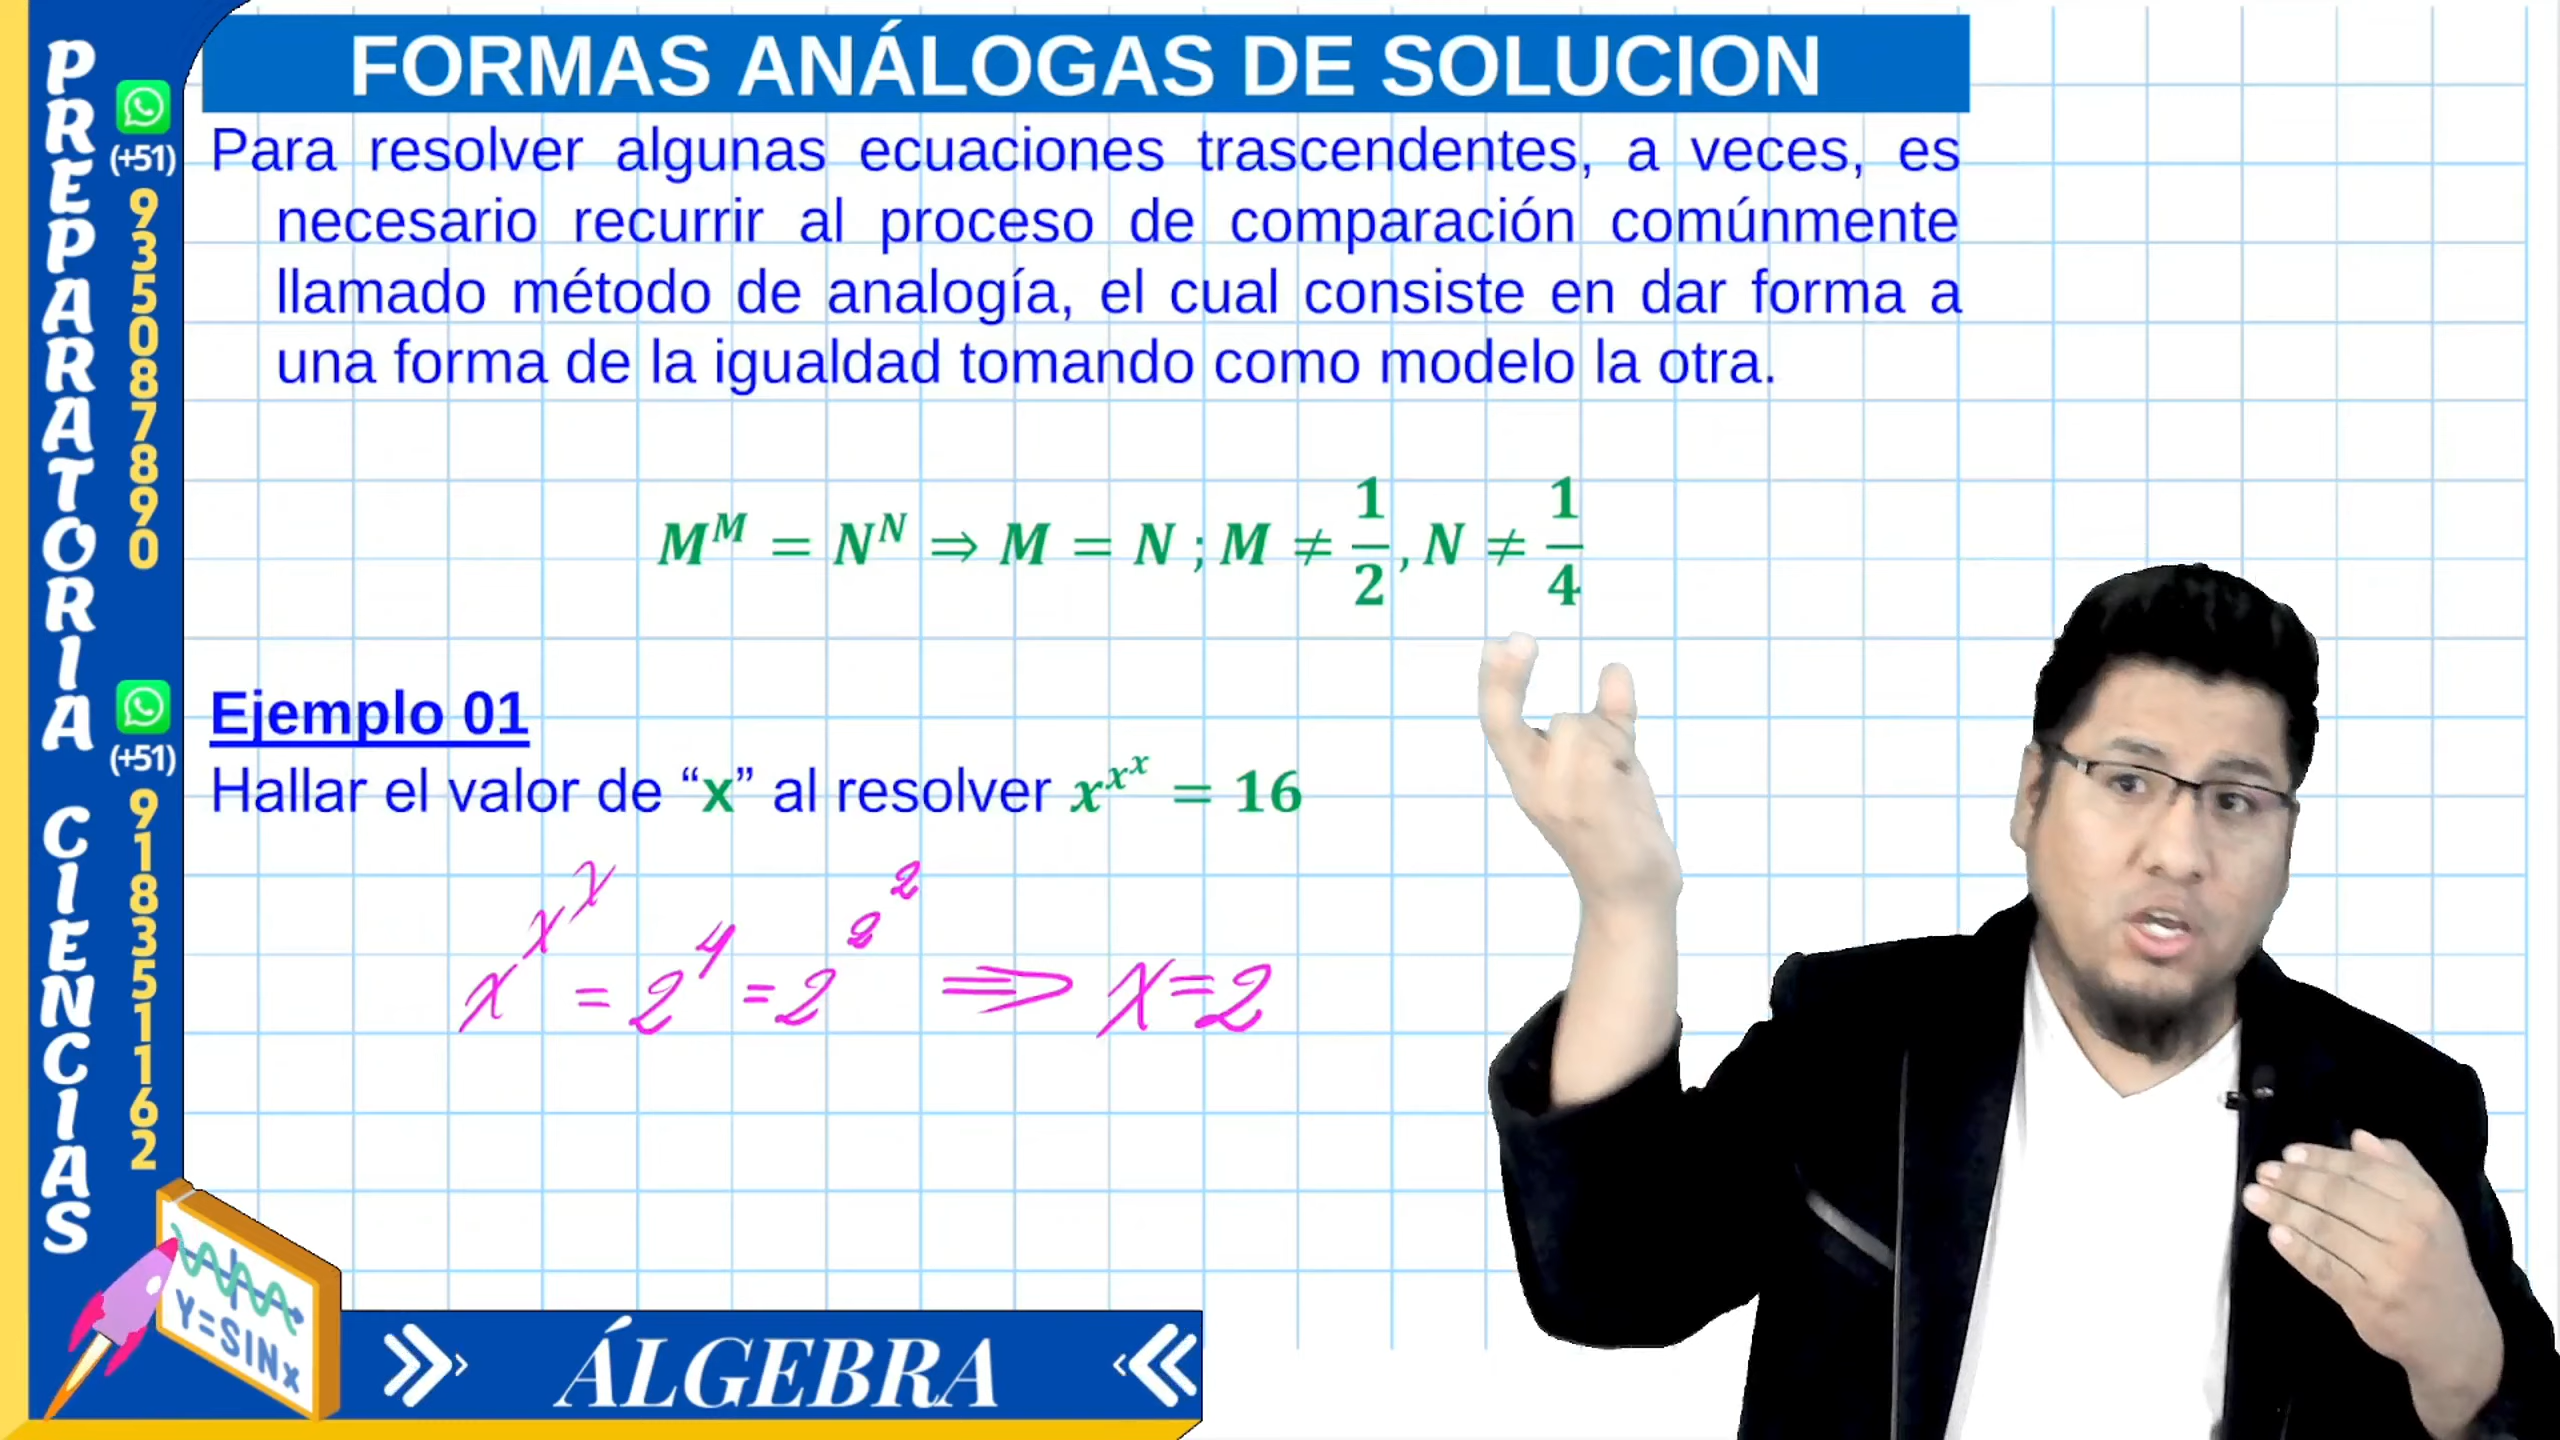 PREPARATORIA CIENCIAS
(+51)
935087890
(+51)
918351162
FORMAS ANÁLOGAS DE SOLUCION
Para resolver algunas ecuaciones trascendentes, a veces, es
necesario recurrir al proceso de comparación comúnmente
llamado método de analogía, el cual consiste en dar forma a
una forma de la igualdad tomando como modelo la otra.
M^M = N^N ⇒ M = N ; M ≠ 1/2 , N ≠ 1/4
Ejemplo 01
Hallar el valor de “x” al resolver x^x^x = 16
x^x^x = 2^4 = 2^2^2 ⇒ x=2
Y=SINx
ÁLGEBRA